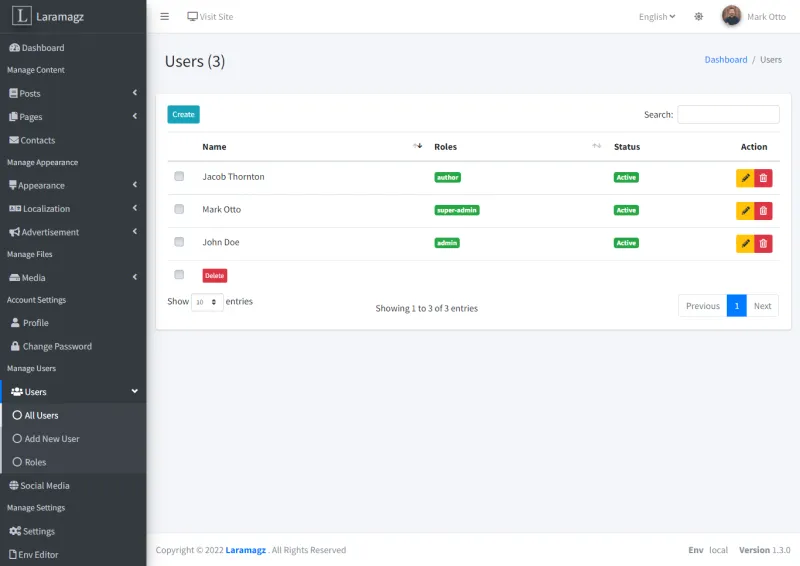 L Laramagz
Visit Site
English
Mark Otto
Dashboard
Manage Content
Posts
Pages
Contacts
Manage Appearance
Appearance
Localization
Advertisement
Manage Files
Media
Account Settings
Profile
Change Password
Manage Users
Users
All Users
Add New User
Roles
Social Media
Manage Settings
Settings
Env Editor
Users (3)
Dashboard / Users
Create
Search:
Name Roles Status Action
Jacob Thornton author Active
Mark Otto super-admin Active
John Doe admin Active
Delete
Show 10 entries
Showing 1 to 3 of 3 entries
Previous 1 Next
Copyright © 2022 Laramagz . All Rights Reserved
Env local Version 1.3.0